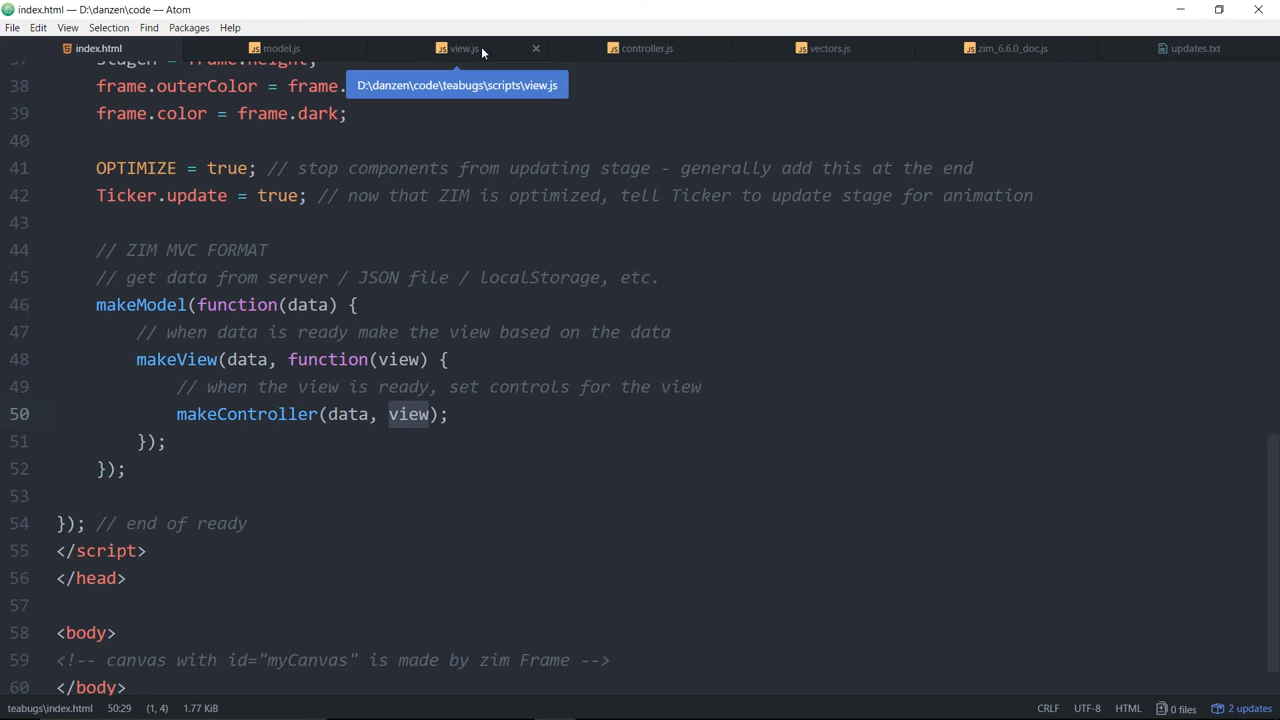 index.html — D:\danzen\code — Atom
File Edit View Selection Find Packages Help
index.html model.js view.js controller.js vectors.js zim_6.6.0_doc.js updates.txt
D:\danzen\code\teabugs\scripts\view.js
37 stageH = frame.height;
38 frame.outerColor = frame.
39 frame.color = frame.dark;
40
41 OPTIMIZE = true; // stop components from updating stage - generally add this at the end
42 Ticker.update = true; // now that ZIM is optimized, tell Ticker to update stage for animation
43
44 // ZIM MVC FORMAT
45 // get data from server / JSON file / localStorage, etc.
46 makeModel(function(data) {
47 // when data is ready make the view based on the data
48 makeView(data, function(view) {
49 // when the view is ready, set controls for the view
50 makeController(data, view);
51 });
52 });
53
54 }); // end of ready
55 </script>
56 </head>
57
58 <body>
59 <!-- canvas with id="myCanvas" is made by zim Frame -->
60 </body>
teabugs\index.html 50:29 (1, 4) 1.77 KiB CRLF UTF-8 HTML 0 files 2 updates